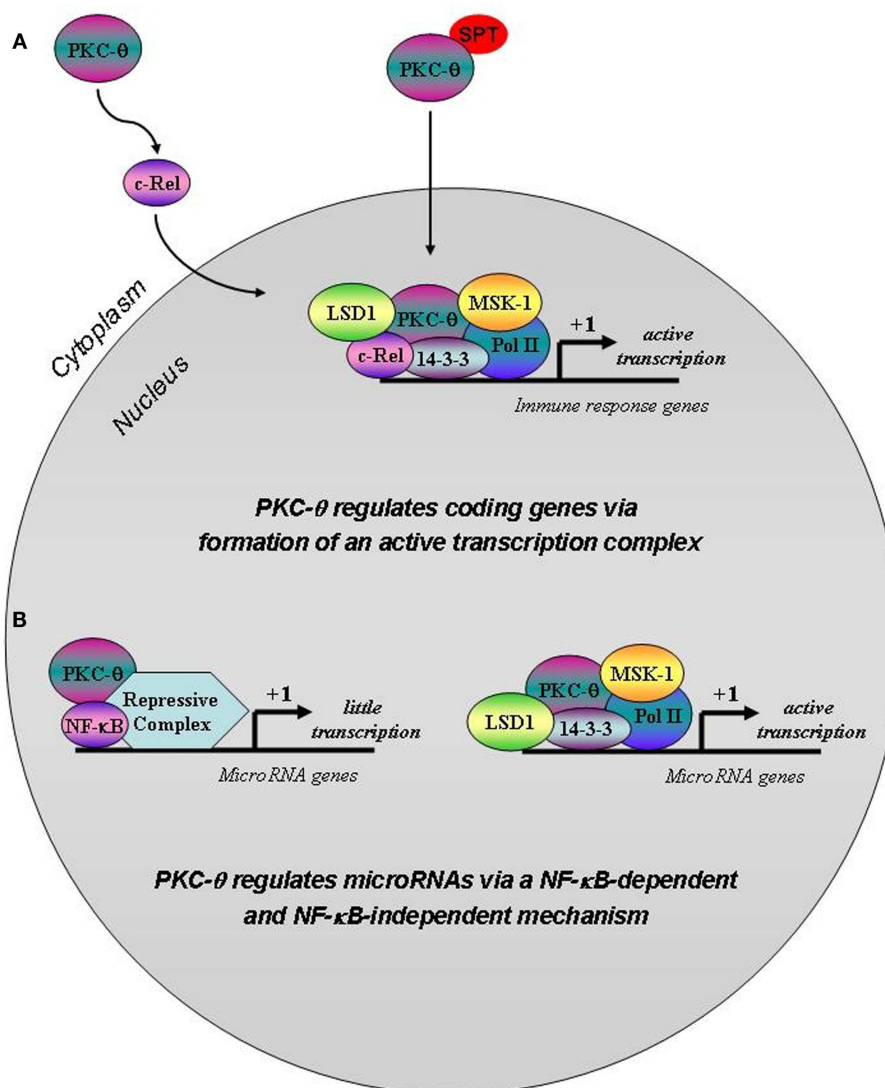 A
PKC-θ
SPT
PKC-θ
c-Rel
Cytoplasm
Nucleus
LSD1
PKC-θ
MSK-1
c-Rel
14-3-3
Pol II
+1
active
transcription
Immune response genes
PKC-θ regulates coding genes via
formation of an active transcription complex
B
PKC-θ
NF-κB
Repressive
Complex
+1
little
transcription
MicroRNA genes
PKC-θ
MSK-1
LSD1
14-3-3
Pol II
+1
active
transcription
MicroRNA genes
PKC-θ regulates microRNAs via a NF-κB-dependent
and NF-κB-independent mechanism